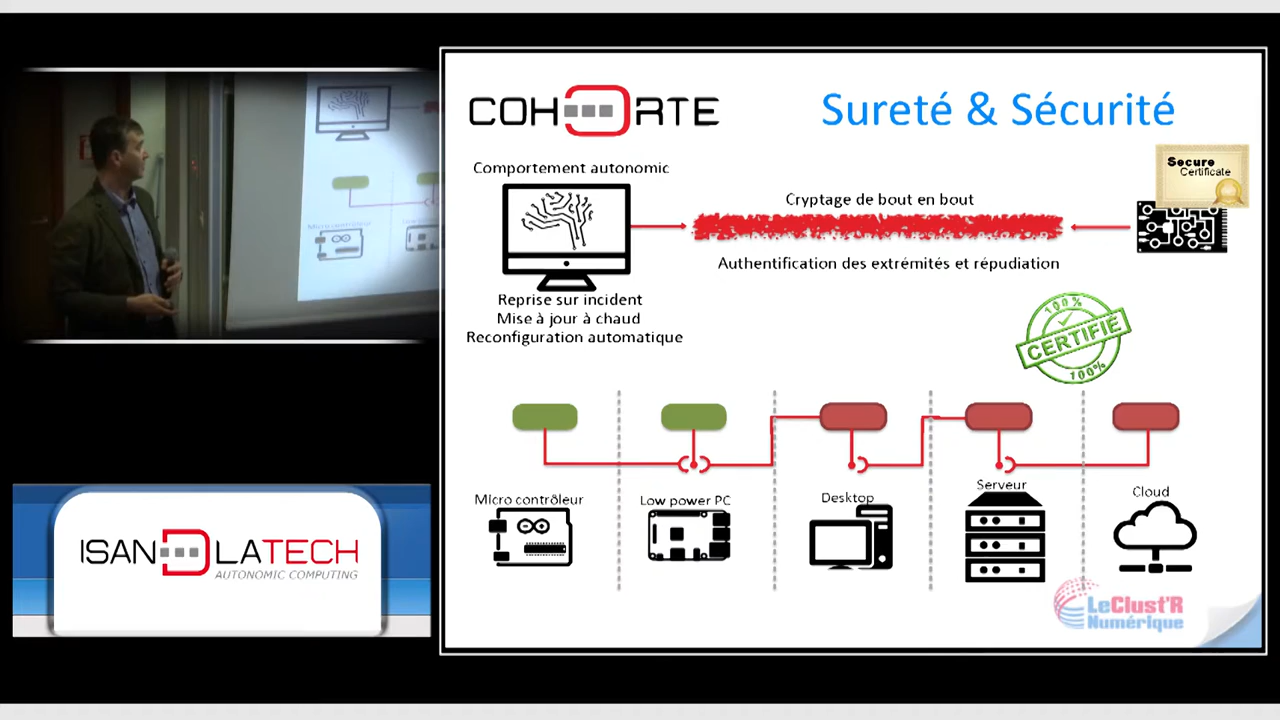 COHORTE
Sureté & Sécurité
Comportement autonomic
Secure
Certificate
Cryptage de bout en bout
Authentification des extrémités et répudiation
Reprise sur incident
Mise à jour à chaud
Reconfiguration automatique
100%
CERTIFIÉ
100%
Micro contrôleur
Low power PC
Desktop
Serveur
Cloud
ISANDLATECH
AUTONOMIC COMPUTING
LeClust'R
Numérique